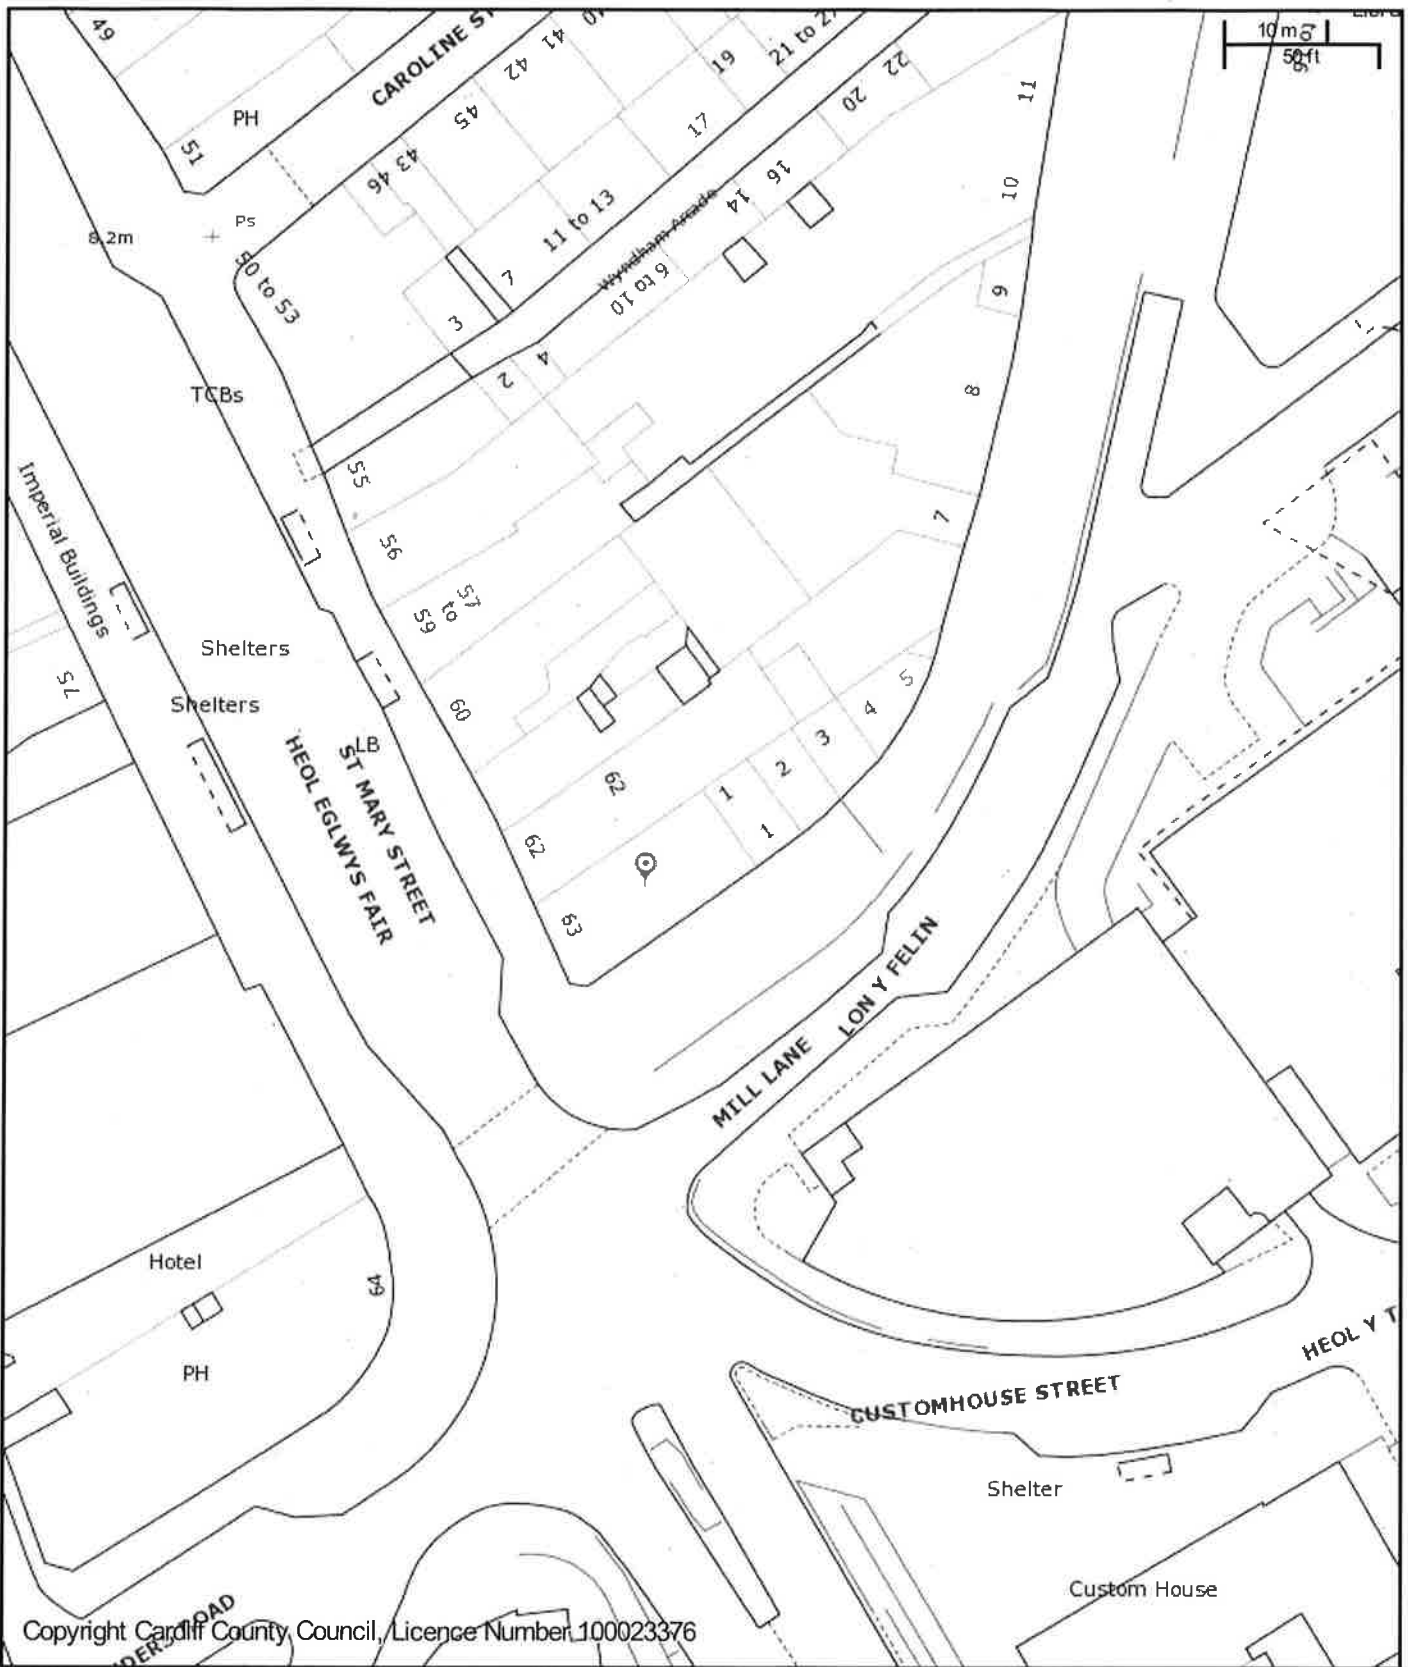 49
CAROLINE ST
41
42
45
43
46
PH
51
19
21 to 2
17
22
20
11
10 m
50 ft
Ps
8.2m
50 to 53
11 to 13
16
14
10
Wyndham Arcade
6 to 10
7
3
4
2
9
8
TCBs
55
56
57
to
59
7
Imperial Buildings
75
Shelters
Shelters
60
5
4
3
2
1
1
62
62
LB
ST MARY STREET
HEOL EGLWYS FAIR
63
MILL LANE
LON Y FELIN
Hotel
64
PH
CUSTOMHOUSE STREET
HEOL Y T
Shelter
Custom House
Copyright Cardiff County Council, Licence Number 100023376